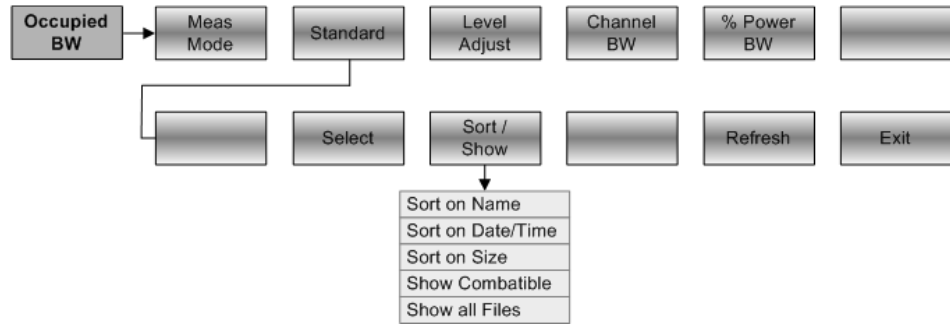 Occupied
BW
Meas
Mode
Standard
Level
Adjust
Channel
BW
% Power
BW
Select
Sort /
Show
Refresh
Exit
Sort on Name
Sort on Date/Time
Sort on Size
Show Combatible
Show all Files